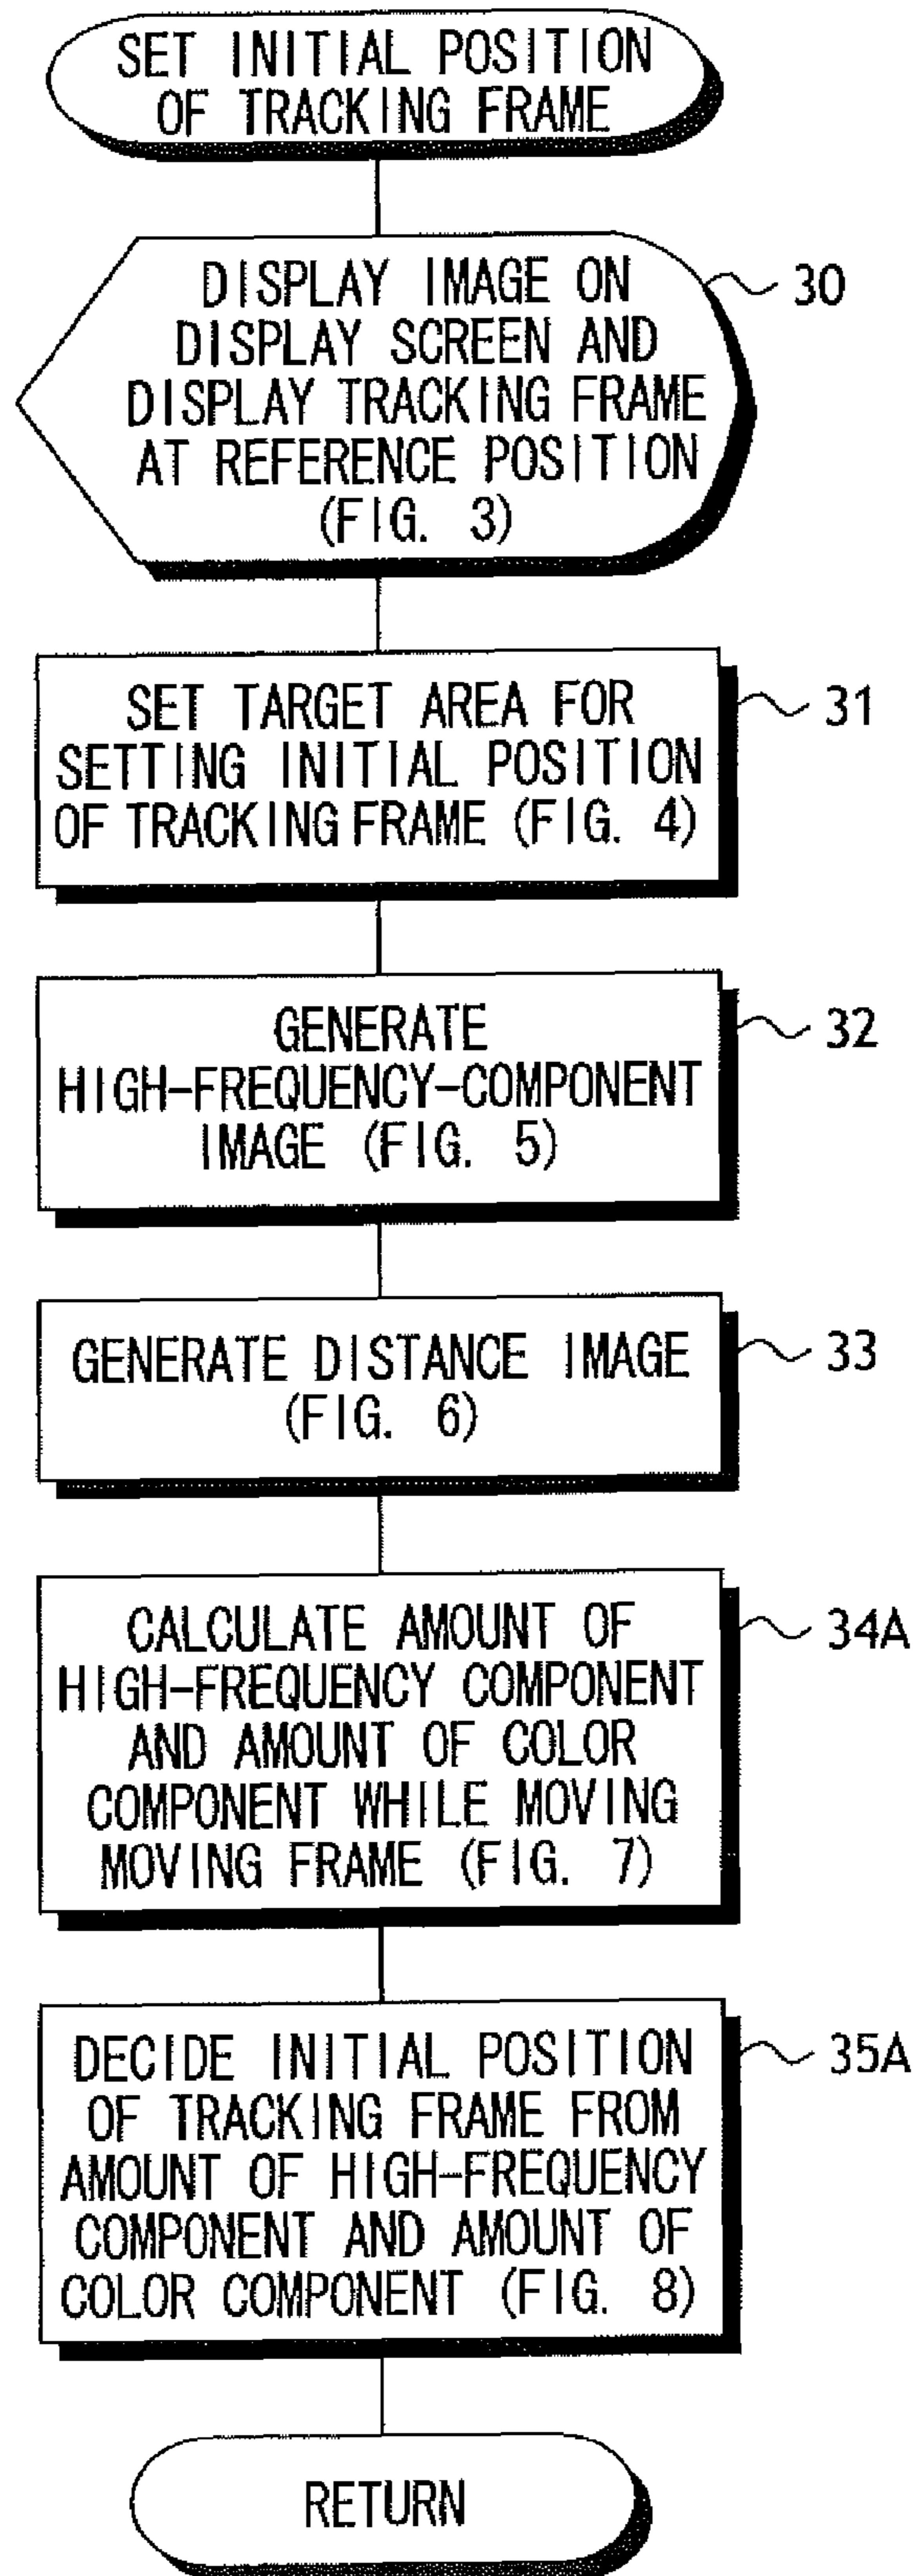 SET INITIAL POSITION
OF TRACKING FRAME
DISPLAY IMAGE ON
DISPLAY SCREEN AND
DISPLAY TRACKING FRAME
AT REFERENCE POSITION
(FIG. 3)
30
SET TARGET AREA FOR
SETTING INITIAL POSITION
OF TRACKING FRAME (FIG. 4)
31
GENERATE
HIGH-FREQUENCY-COMPONENT
IMAGE (FIG. 5)
32
GENERATE DISTANCE IMAGE
(FIG. 6)
33
CALCULATE AMOUNT OF
HIGH-FREQUENCY COMPONENT
AND AMOUNT OF COLOR
COMPONENT WHILE MOVING
MOVING FRAME (FIG. 7)
34A
DECIDE INITIAL POSITION
OF TRACKING FRAME FROM
AMOUNT OF HIGH-FREQUENCY
COMPONENT AND AMOUNT OF
COLOR COMPONENT (FIG. 8)
35A
RETURN